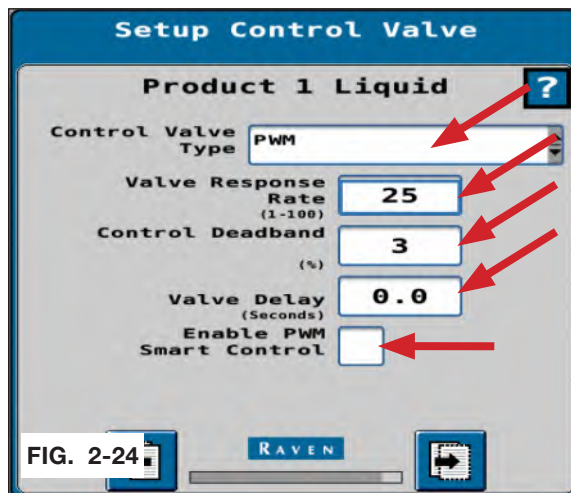 Setup Control Valve
Product 1 Liquid
?
Control Valve
Type
PWM
Valve Response
Rate
(1-100)
25
Control Deadband
(%)
3
Valve Delay
(Seconds)
0.0
Enable PWM
Smart Control
FIG. 2-24
RAVEN